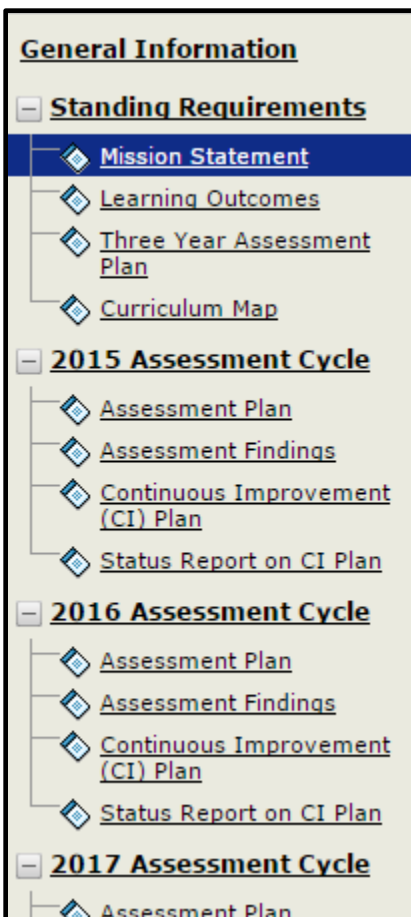 General Information
Standing Requirements
Mission Statement
Learning Outcomes
Three Year Assessment
Plan
Curriculum Map
2015 Assessment Cycle
Assessment Plan
Assessment Findings
Continuous Improvement
(CI) Plan
Status Report on CI Plan
2016 Assessment Cycle
Assessment Plan
Assessment Findings
Continuous Improvement
(CI) Plan
Status Report on CI Plan
2017 Assessment Cycle
Assessment Plan